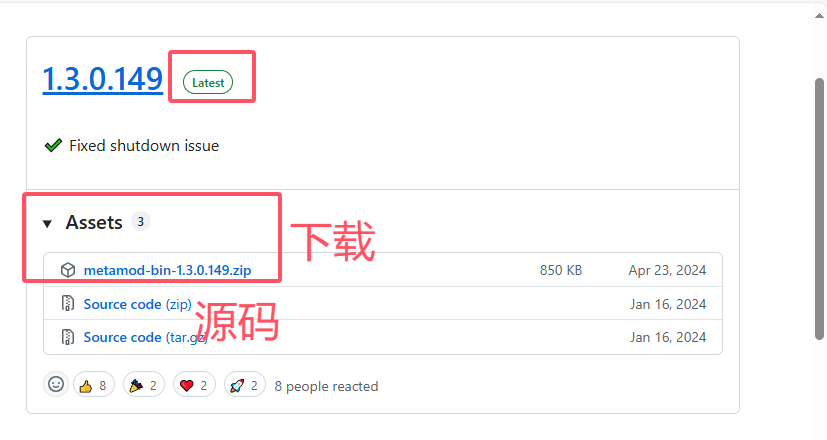 1.3.0.149 Latest
Fixed shutdown issue
Assets 3
下载
metamod-bin-1.3.0.149.zip 850 KB Apr 23, 2024
Source code (zip) Jan 16, 2024
源码
Source code (tar.gz) Jan 16, 2024
8 2 2 2 8 people reacted